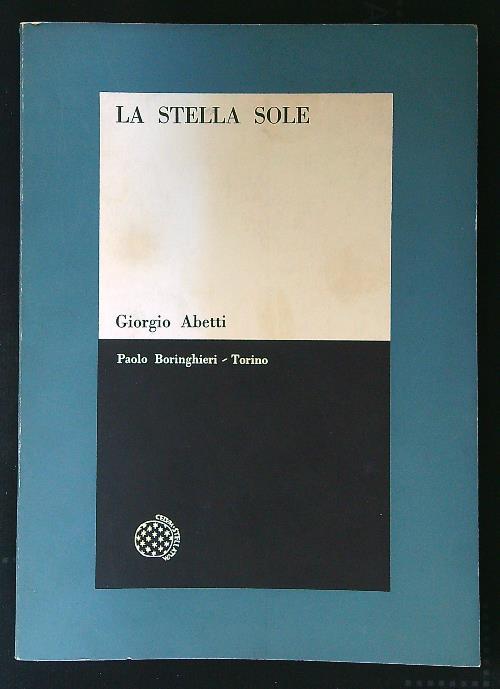 LA STELLA SOLE
Giorgio Abetti
Paolo Boringhieri - Torino